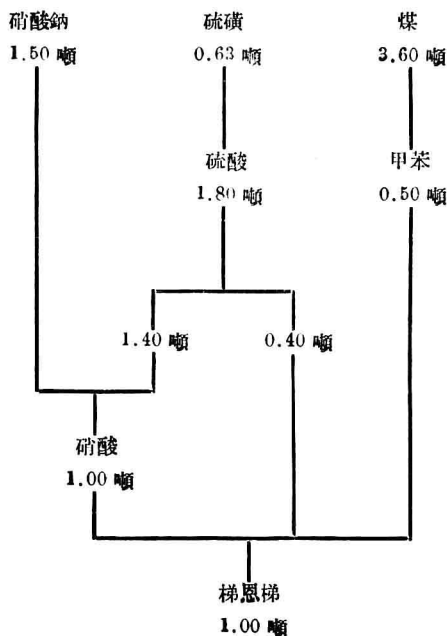 硝酸鈉
1.50 噸
硫磺
0.63 噸
煤
3.60 噸
硫酸
1.80 噸
甲苯
0.50 噸
1.40 噸
0.40 噸
硝酸
1.00 噸
梯恩梯
1.00 噸